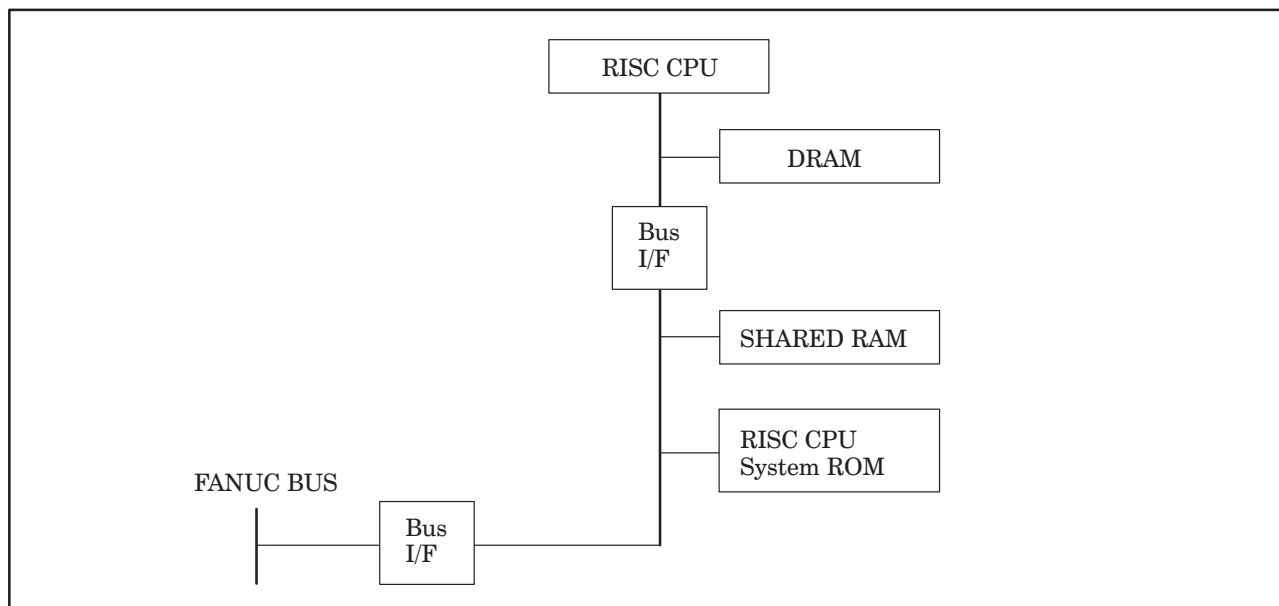 RISC CPU
DRAM
Bus
I/F
SHARED RAM
RISC CPU
System ROM
FANUC BUS
Bus
I/F